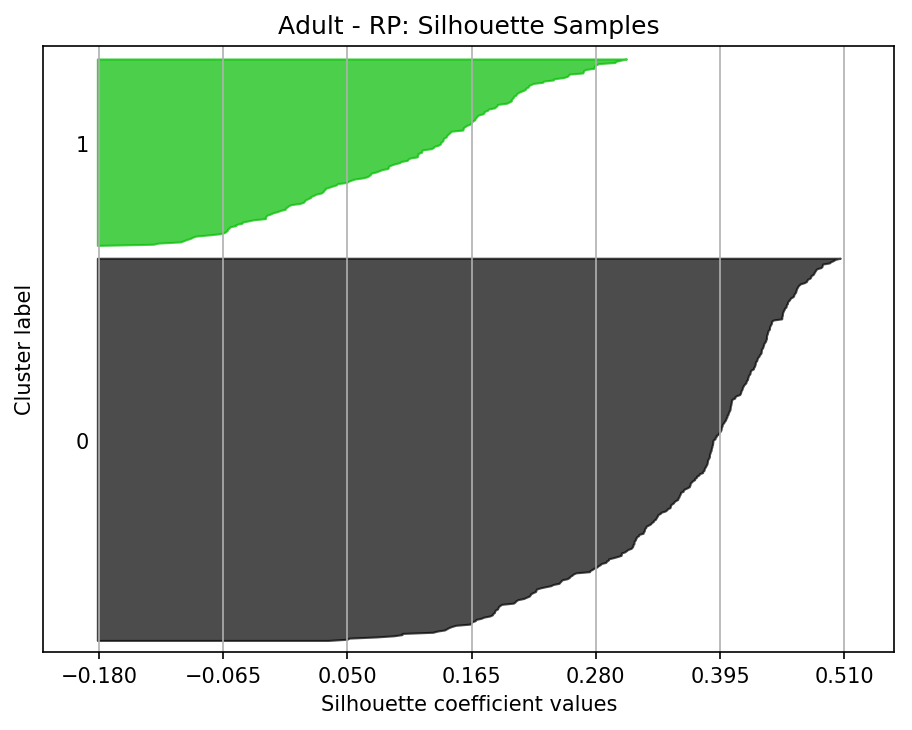 Adult - RP: Silhouette Samples
1
0
Cluster label
−0.180 −0.065 0.050 0.165 0.280 0.395 0.510
Silhouette coefficient values